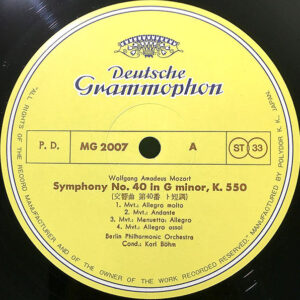 Deutsche
Grammophon
P. D.
MG 2007
A
ST 33
Wolfgang Amadeus Mozart
Symphony No. 40 in G minor, K. 550
(交響曲 第40番 ト短調)
1. Mvt.: Allegro molto
2. Mvt.: Andante
3. Mvt.: Menuetto; Allegro
4. Mvt.: Allegro assai
Berlin Philharmonic Orchestra
Cond.: Karl Böhm
"ALL RIGHTS OF THE RECORD MANUFACTURER AND OF THE OWNER OF THE WORK RECORDED RESERVED." MANUFACTURED BY POLYDOR K. K., JAPAN.